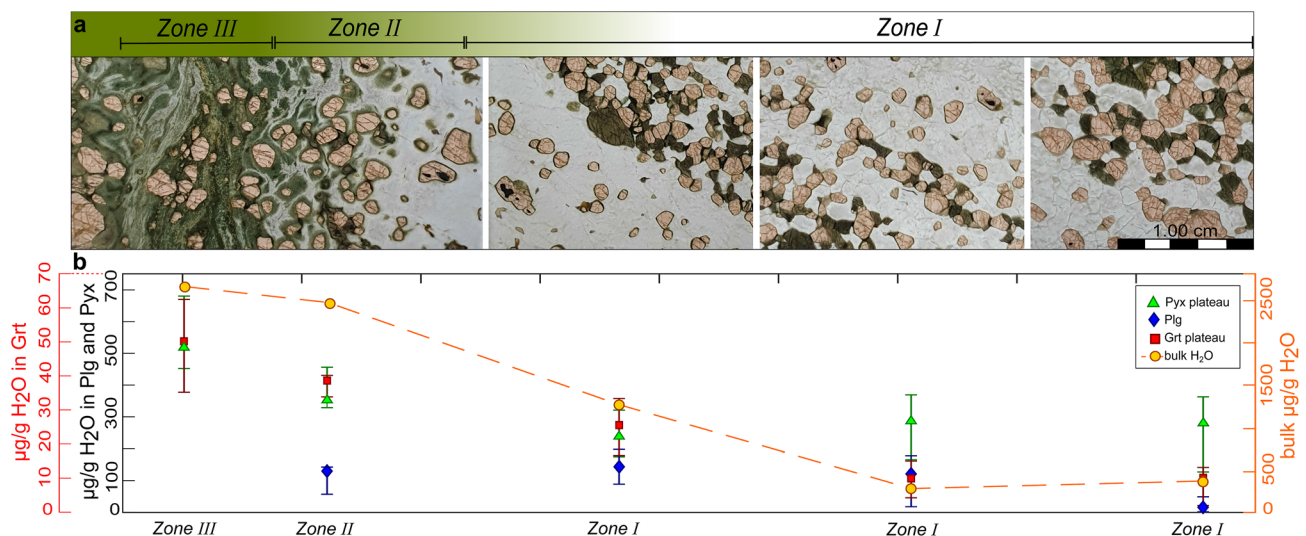 a
Zone III
Zone II
Zone I
1.00 cm
b
µg/g H2O in Grt
0
10
20
30
40
50
60
70
µg/g H2O in Plg and Pyx
0
100
300
500
700
Pyx plateau
Plg
Grt plateau
bulk H2O
bulk µg/g H2O
0
500
1500
2500
Zone III
Zone II
Zone I
Zone I
Zone I